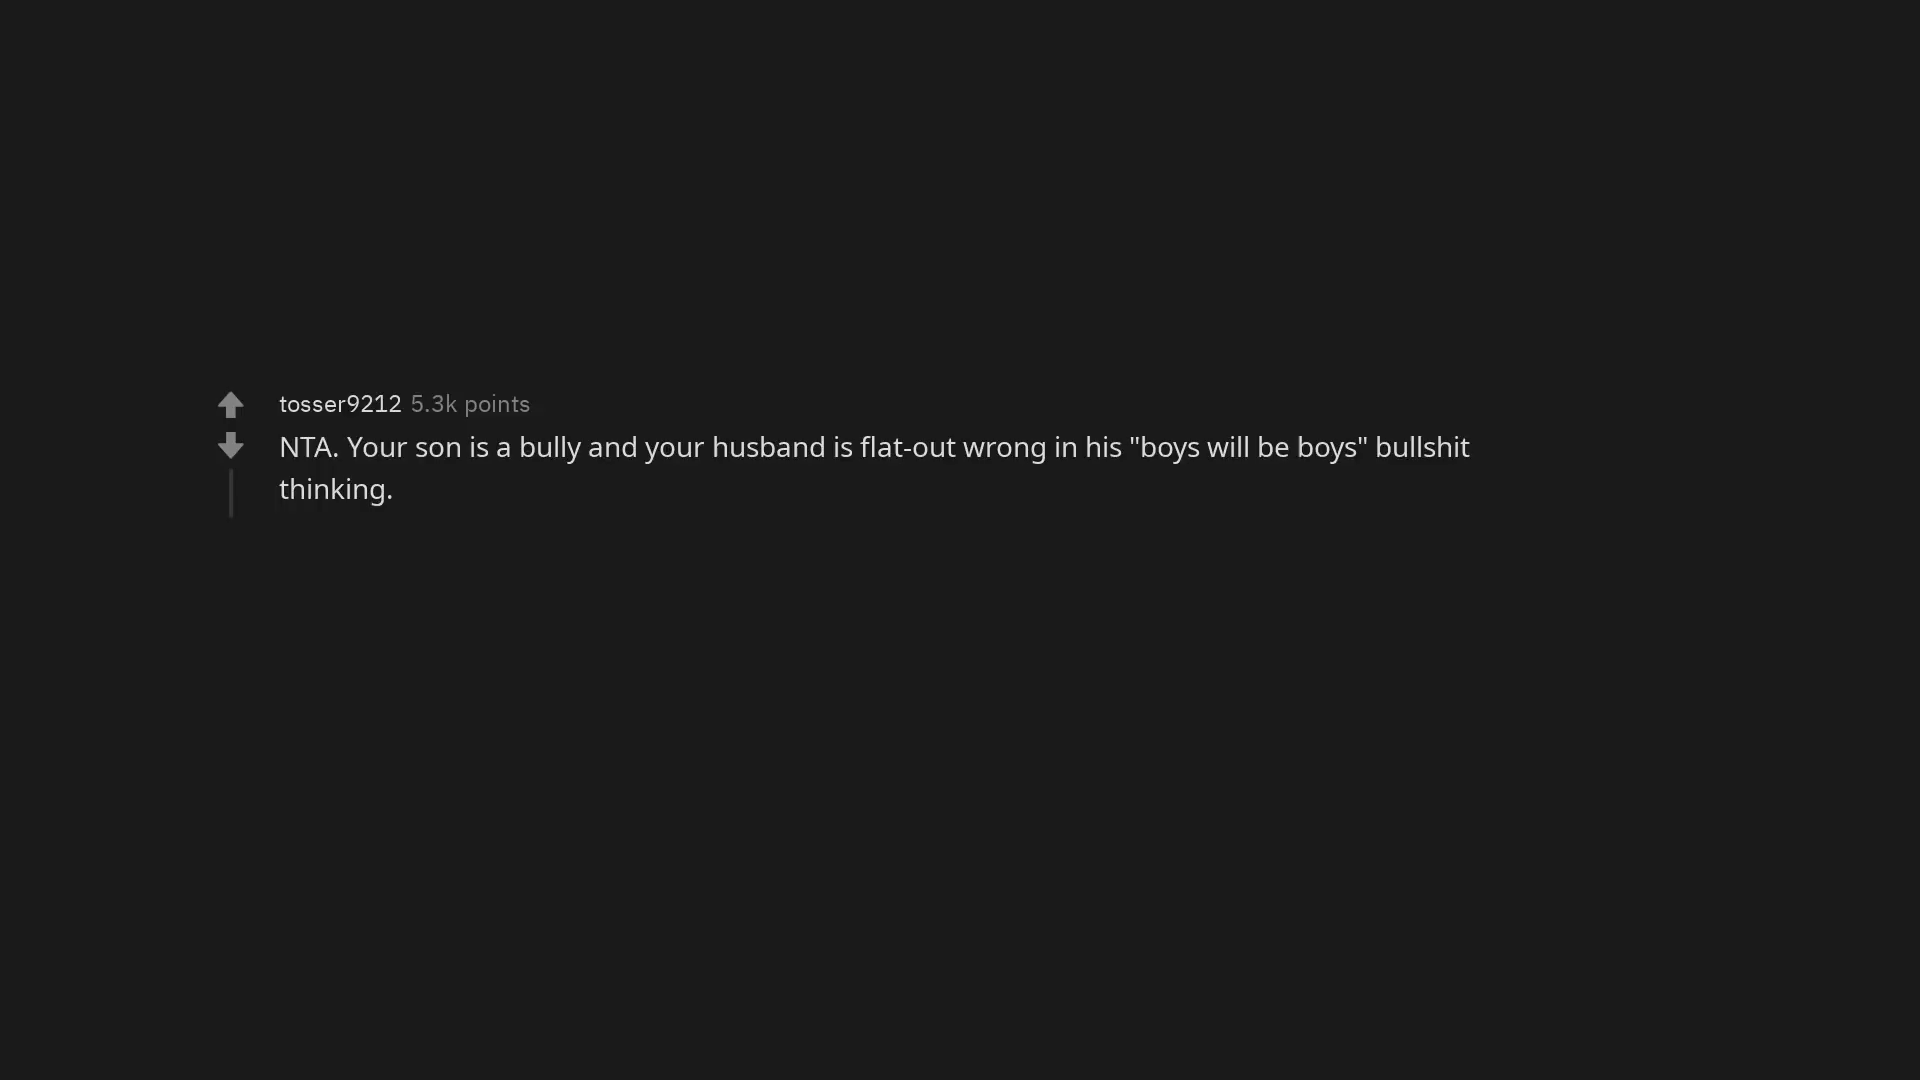 tosser9212 5.3k points
NTA. Your son is a bully and your husband is flat-out wrong in his "boys will be boys" bullshit
thinking.